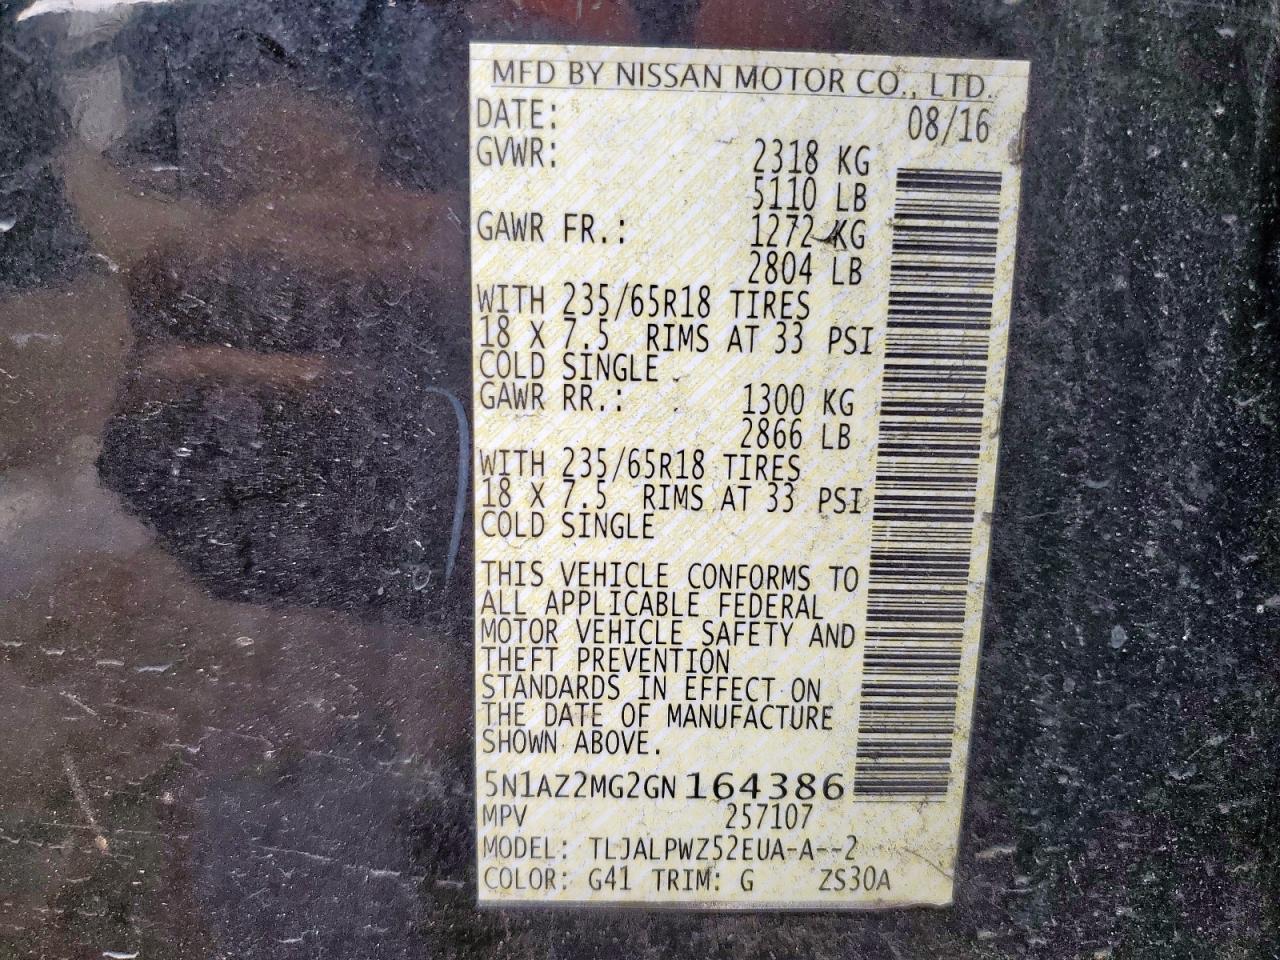 MFD BY NISSAN MOTOR CO., LTD.
DATE: 08/16
GVWR: 2318 KG
5110 LB
GAWR FR.: 1272 KG
2804 LB
WITH 235/65R18 TIRES
18 X 7.5 RIMS AT 33 PSI
COLD SINGLE
GAWR RR.: 1300 KG
2866 LB
WITH 235/65R18 TIRES
18 X 7.5 RIMS AT 33 PSI
COLD SINGLE
THIS VEHICLE CONFORMS TO
ALL APPLICABLE FEDERAL
MOTOR VEHICLE SAFETY AND
THEFT PREVENTION
STANDARDS IN EFFECT ON
THE DATE OF MANUFACTURE
SHOWN ABOVE.
5N1AZ2MG2GN164386
MPV 257107
MODEL: TLJALPWZ52EUA-A--2
COLOR: G41 TRIM: G ZS30A